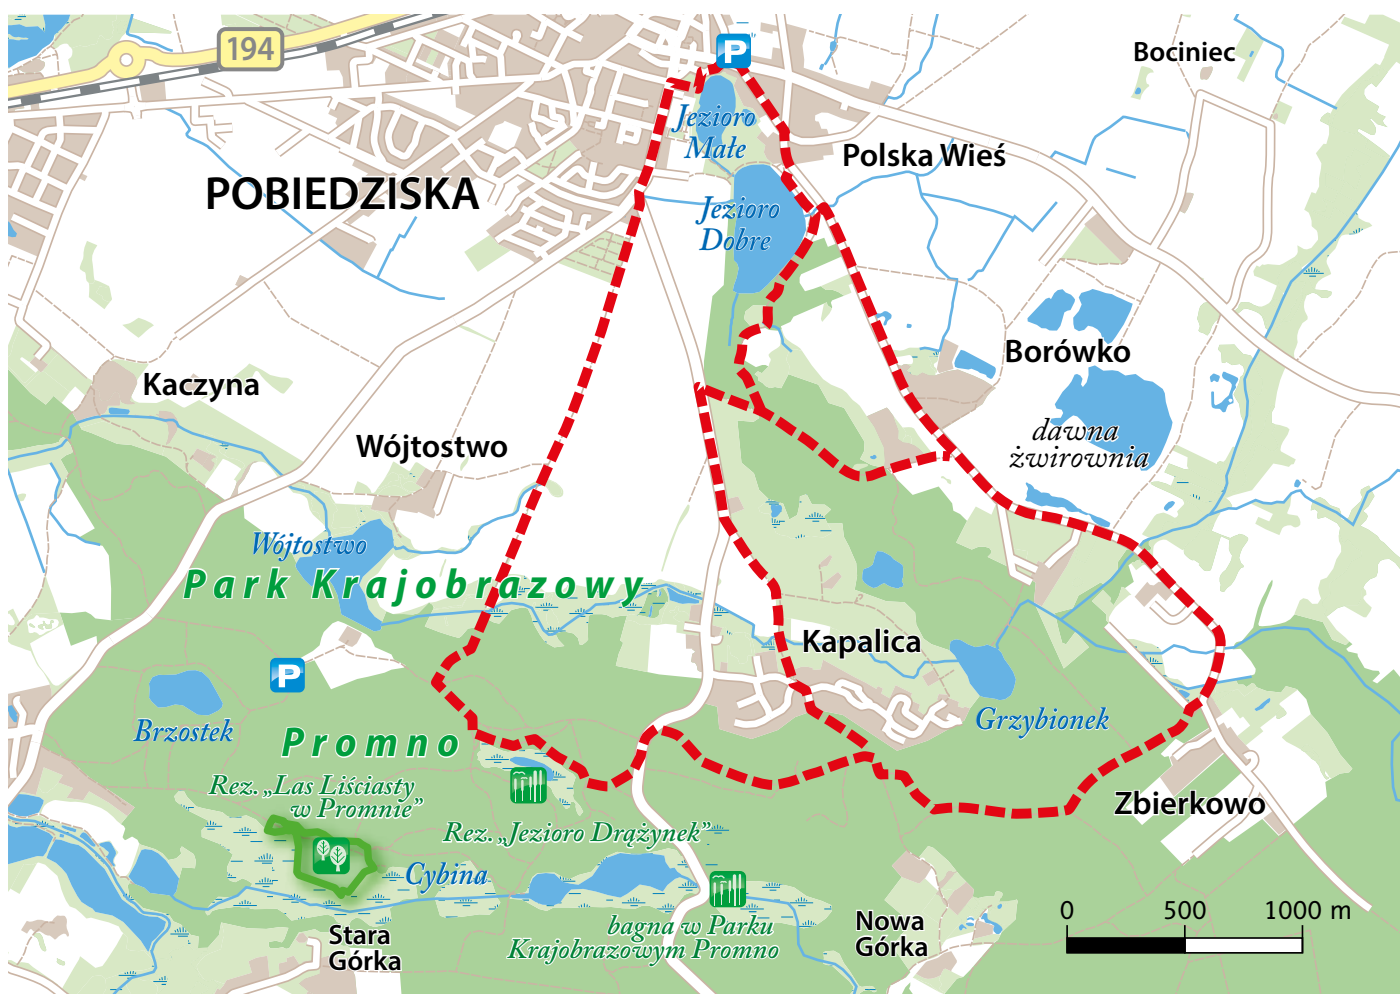 194
P
Bociniec
Jezioro
Małe
Polska Wieś
POBIEDZISKA
Jezioro
Dobre
Borówko
Kaczyna
dawna
żwirownia
Wójtostwo
Wójtostwo
Park Krajobrazowy
Kapalica
P
Grzybionek
Brzostek
Promno
Rez. „Las Liściasty
w Promnie”
Zbierkowo
Rez. „Jezioro Drążynek”
Cybina
0 500 1000 m
bagna w Parku
Krajobrazowym Promno
Nowa
Górka
Stara
Górka